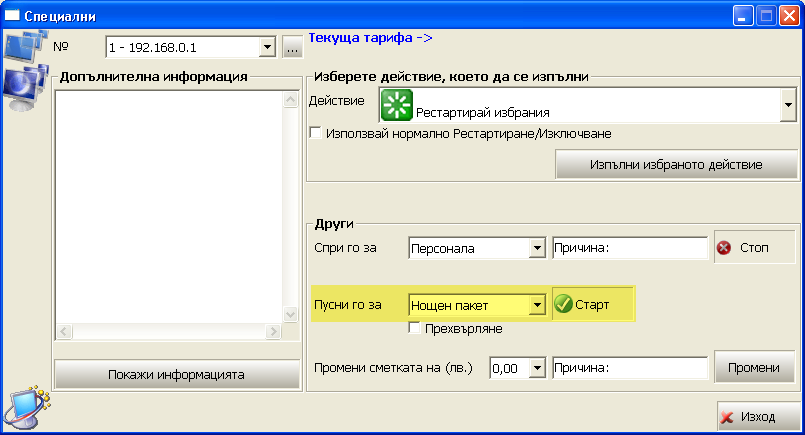 Специални
№ 1 - 192.168.0.1 ... Текуща тарифа ->
Допълнителна информация
Изберете действие, което да се изпълни
Действие Рестартирай избрания
Използвай нормално Рестартиране/Изключване
Изпълни избраното действие
Други
Спри го за Персонала Причина: Стоп
Пусни го за Нощен пакет Старт
Прехвърляне
Покажи информацията
Промени сметката на (лв.) 0,00 Причина: Промени
Изход